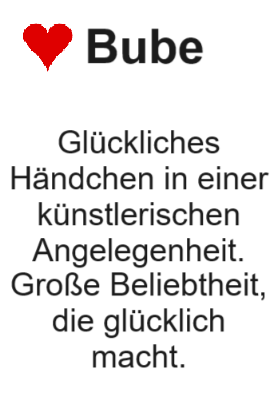 Bube
Glückliches
Händchen in einer
künstlerischen
Angelegenheit.
Große Beliebtheit,
die glücklich
macht.